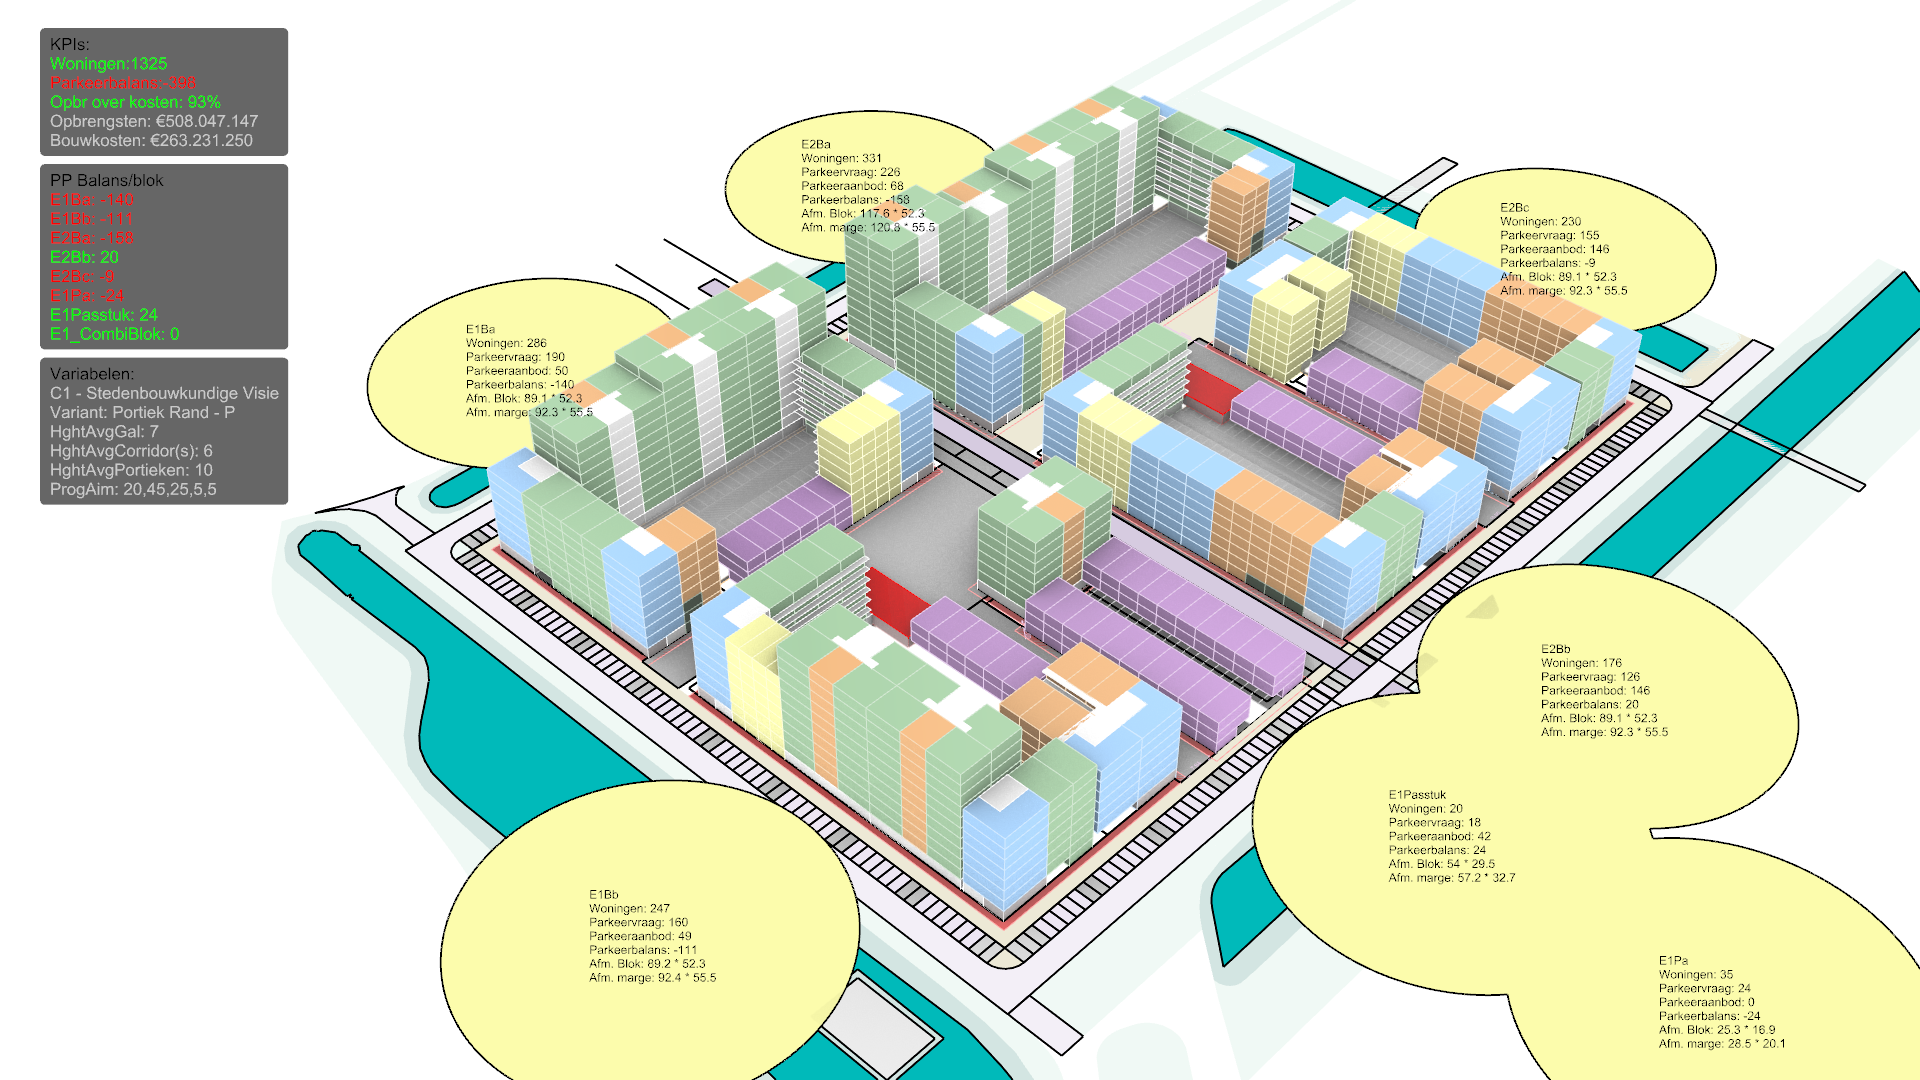 KPIs:
Woningen:1325
Parkeerbalans:-398
Opbr over kosten: 93%
Opbrengsten: €508.047.147
Bouwkosten: €263.231.250
PP Balans/blok
E1Ba: -140
E1Bb: -111
E2Ba: -158
E2Bb: 20
E2Bc: -9
E1Pa: -24
E1Passtuk: 24
E1_CombiBlok: 0
Variabelen:
C1 - Stedenbouwkundige Visie
Variant: Portiek Rand - P
HghtAvgGal: 7
HghtAvgCorridor(s): 6
HghtAvgPortieken: 10
ProgAim: 20,45,25,5,5
E2Ba
Woningen: 331
Parkeervraag: 226
Parkeeraanbod: 68
Parkeerbalans: -158
Afm. Blok: 117.6 * 52.3
Afm. marge: 120.8 * 55.5
E2Bc
Woningen: 230
Parkeervraag: 155
Parkeeraanbod: 146
Parkeerbalans: -9
Afm. Blok: 89.1 * 52.3
Afm. marge: 92.3 * 55.5
E1Ba
Woningen: 286
Parkeervraag: 190
Parkeeraanbod: 50
Parkeerbalans: -140
Afm. Blok: 89.1 * 52.3
Afm. marge: 92.3 * 55.5
E2Bb
Woningen: 176
Parkeervraag: 126
Parkeeraanbod: 146
Parkeerbalans: 20
Afm. Blok: 89.1 * 52.3
Afm. marge: 92.3 * 55.5
E1Passtuk
Woningen: 20
Parkeervraag: 18
Parkeeraanbod: 42
Parkeerbalans: 24
Afm. Blok: 54 * 29.5
Afm. marge: 57.2 * 32.7
E1Bb
Woningen: 247
Parkeervraag: 160
Parkeeraanbod: 49
Parkeerbalans: -111
Afm. Blok: 89.2 * 52.3
Afm. marge: 92.4 * 55.5
E1Pa
Woningen: 35
Parkeervraag: 24
Parkeeraanbod: 0
Parkeerbalans: -24
Afm. Blok: 25.3 * 16.9
Afm. marge: 28.5 * 20.1